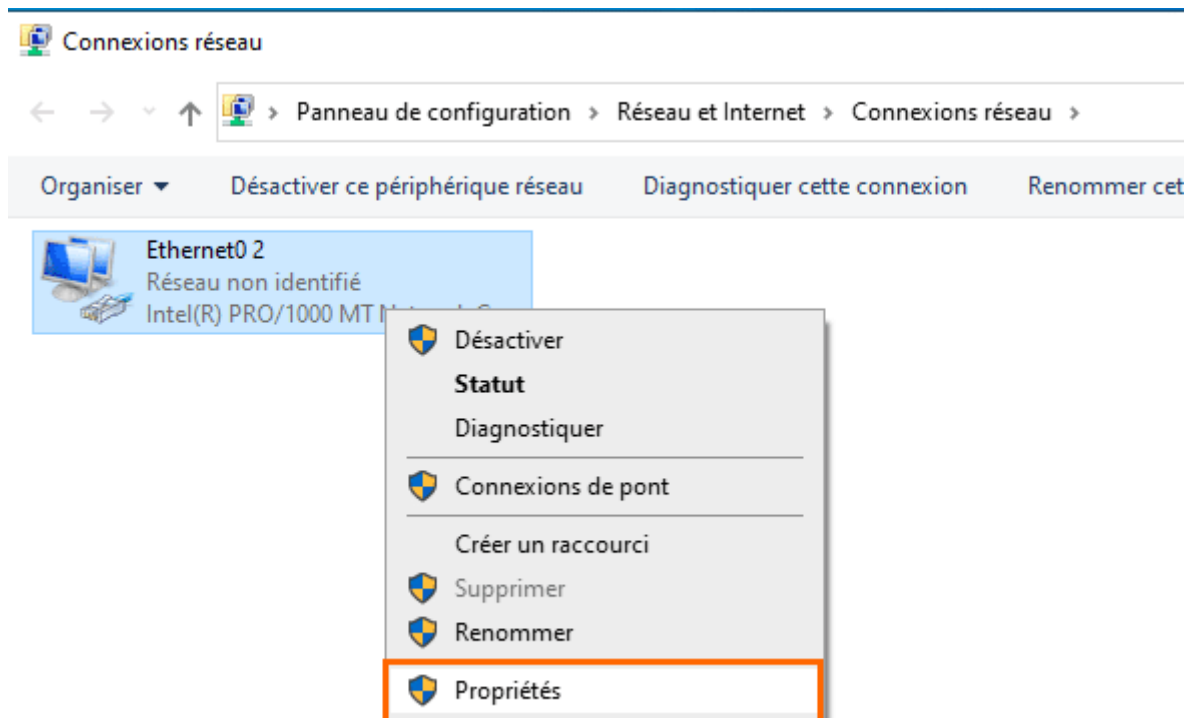 Connexions réseau
Panneau de configuration > Réseau et Internet > Connexions réseau >
Organiser Désactiver ce périphérique réseau Diagnostiquer cette connexion Renommer cet
Ethernet0 2
Réseau non identifié
Intel(R) PRO/1000 MT
Désactiver
Statut
Diagnostiquer
Connexions de pont
Créer un raccourci
Supprimer
Renommer
Propriétés